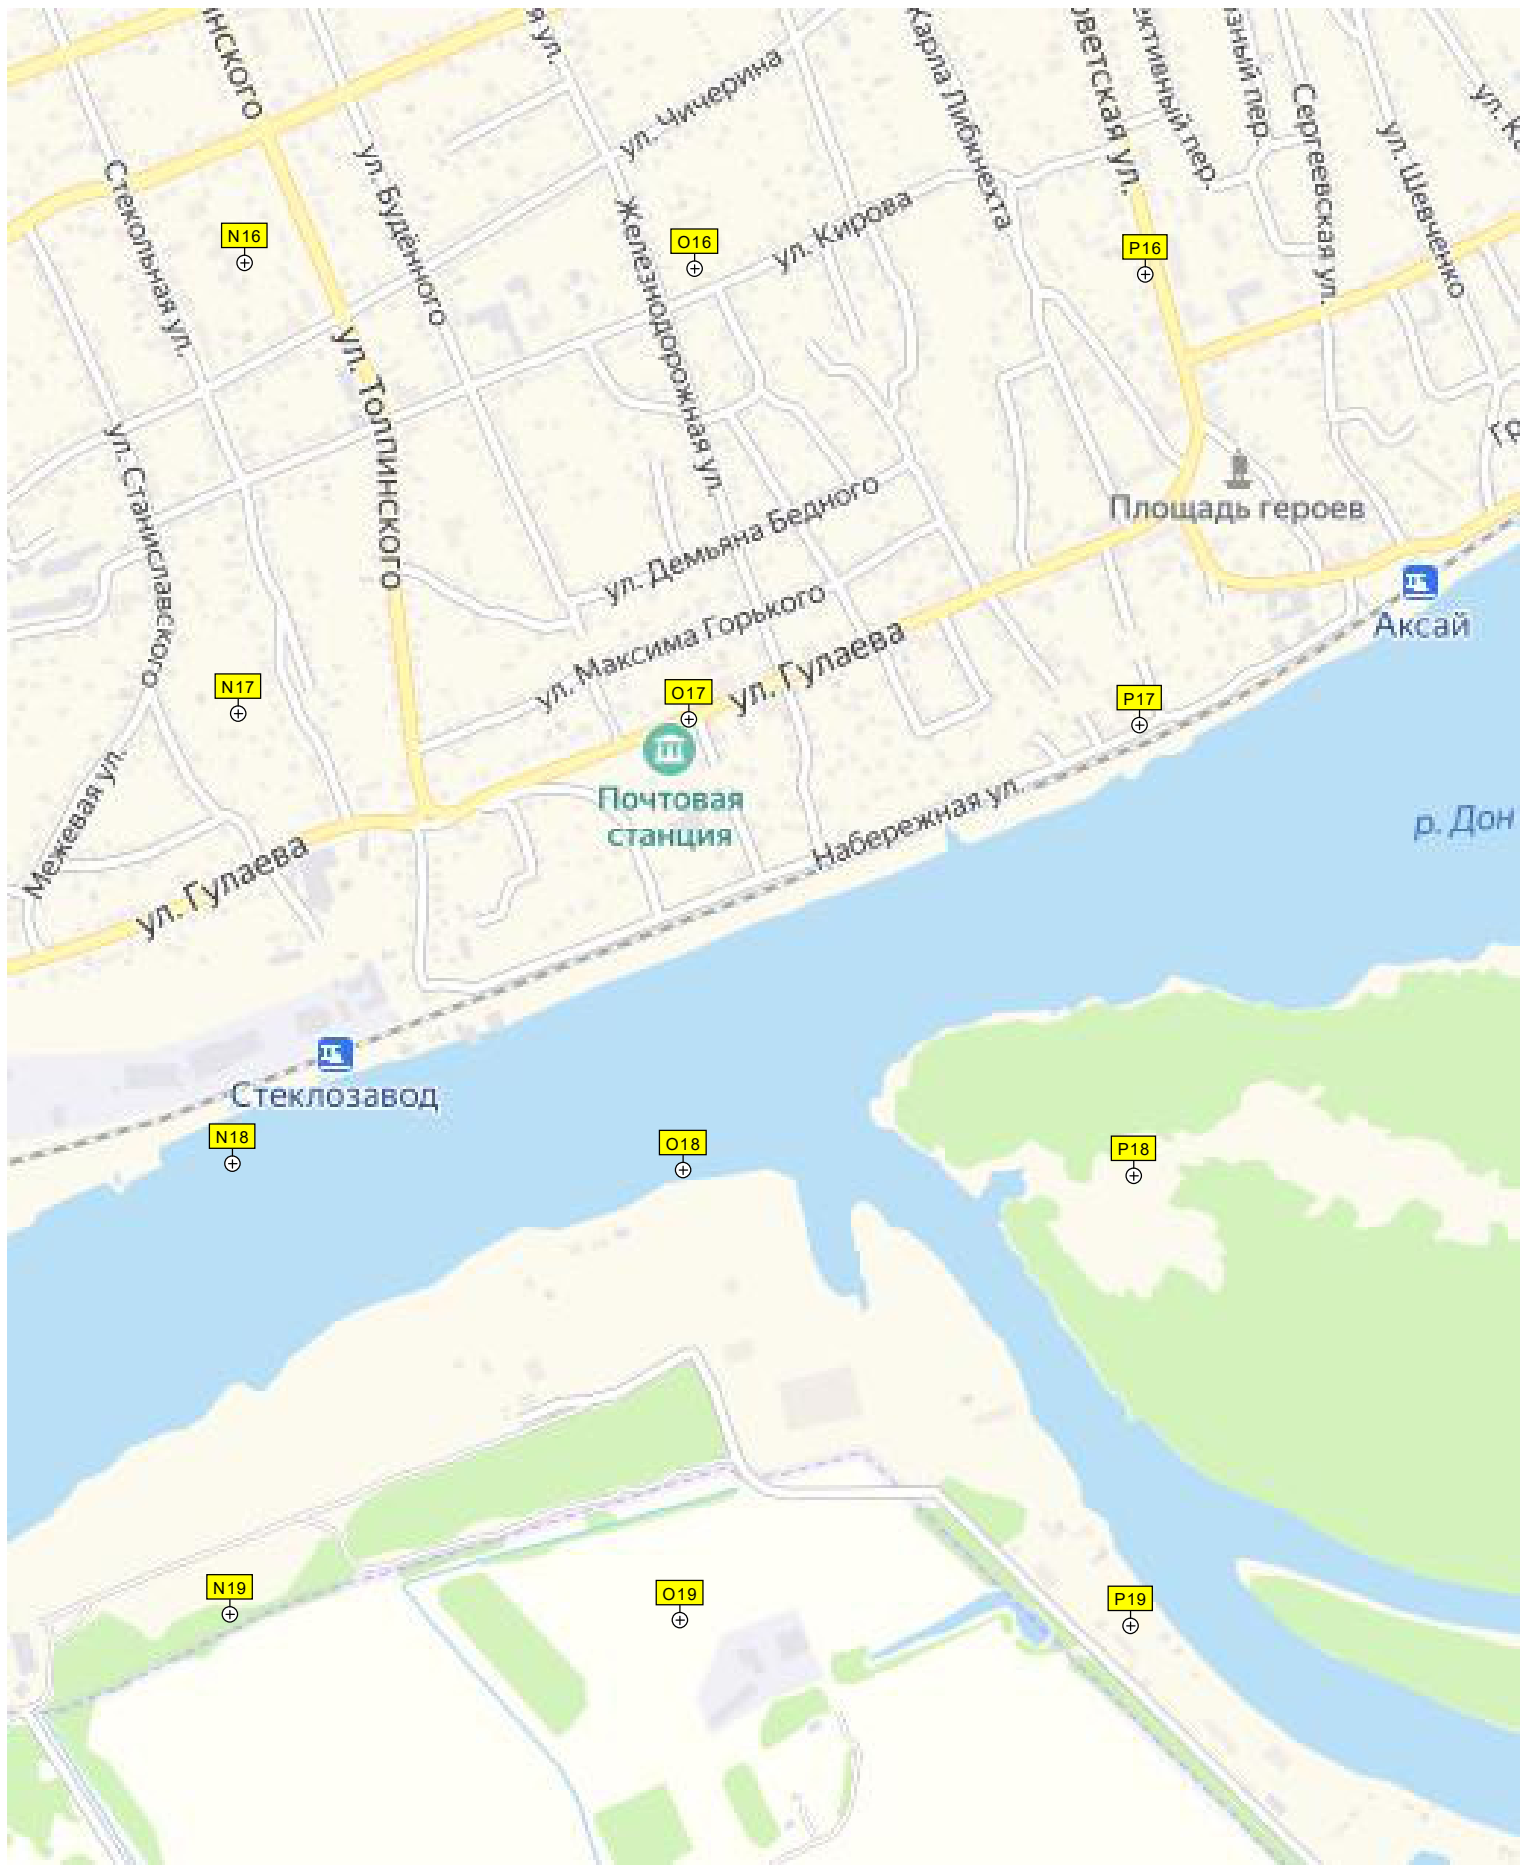 ул. Чичерина
Карла Либкнехта
Стекольная ул.
ул. Будённого
Железнодорожная ул.
ул. Кирова
Сергеевская ул.
ул. Шевченко
N16
O16
P16
ул. Толпинского
ул. Станиславского
ул. Демьяна Бедного
Площадь героев
ул. Максима Горького
ул. Гулаева
Аксай
N17
O17
P17
Межевая ул.
Почтовая
станция
Набережная ул.
р. Дон
ул. Гулаева
Стеклозавод
N18
O18
P18
N19
O19
P19